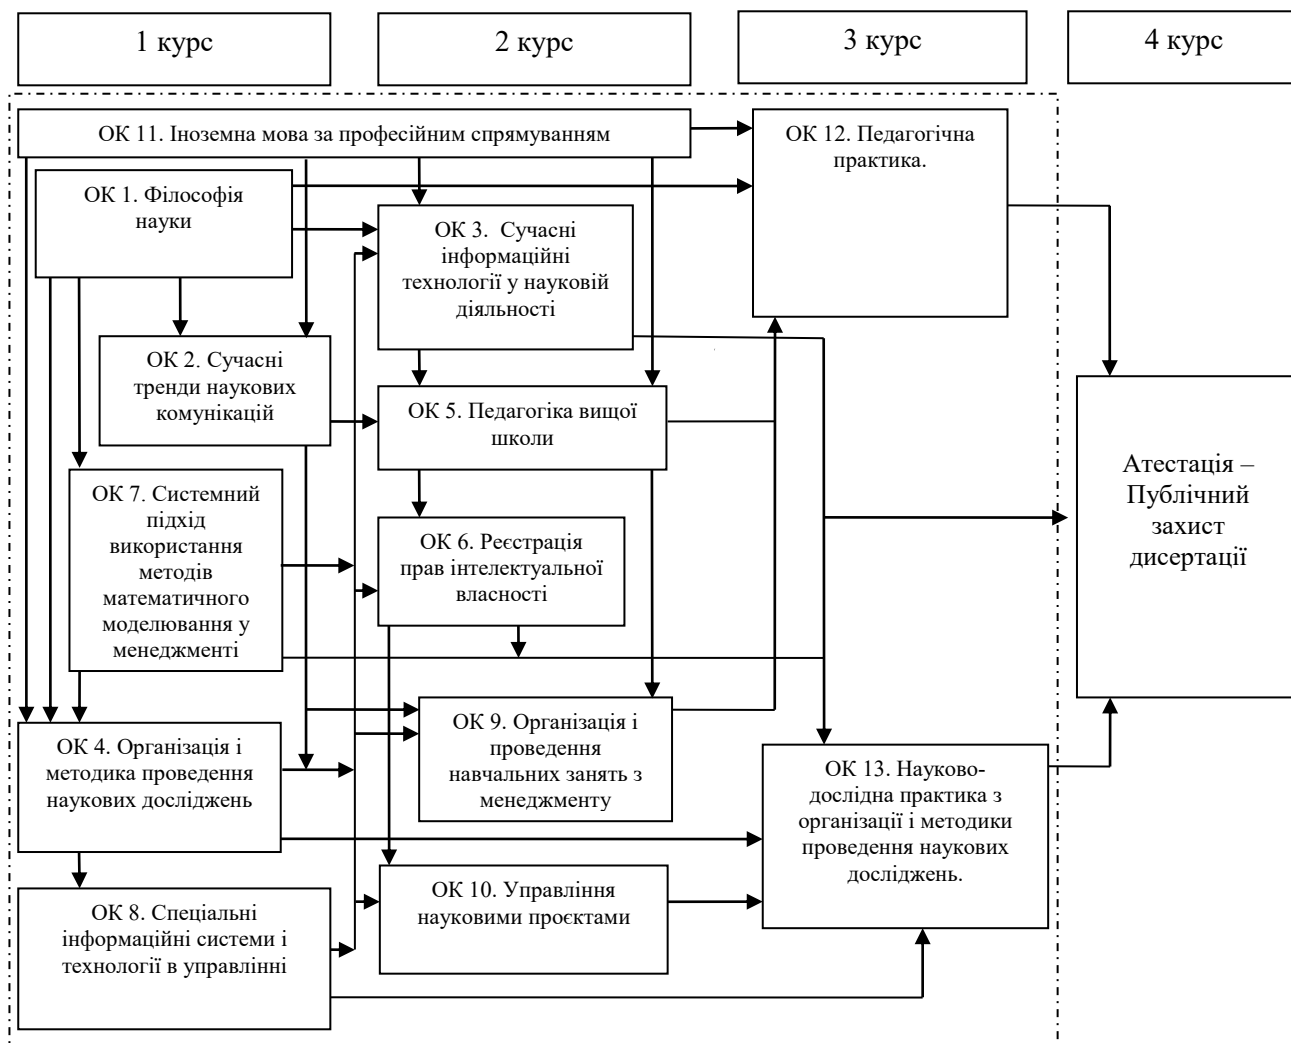 1 курс
2 курс
3 курс
4 курс
ОК 11. Іноземна мова за професійним спрямуванням
ОК 12. Педагогічна
практика.
ОК 1. Філософія
науки
ОК 3. Сучасні
інформаційні
технології у науковій
діяльності
ОК 2. Сучасні
тренди наукових
комунікацій
ОК 5. Педагогіка вищої
школи
Атестація –
Публічний
захист
дисертації
ОК 7. Системний
підхід
використання
методів
математичного
моделювання у
менеджменті
ОК 6. Реєстрація
прав інтелектуальної
власності
ОК 4. Організація і
методика проведення
наукових досліджень
ОК 9. Організація і
проведення
навчальних занять з
менеджменту
ОК 13. Науково-
дослідна практика з
організації і методики
проведення наукових
досліджень.
ОК 8. Спеціальні
інформаційні системи і
технології в управлінні
ОК 10. Управління
науковими проєктами